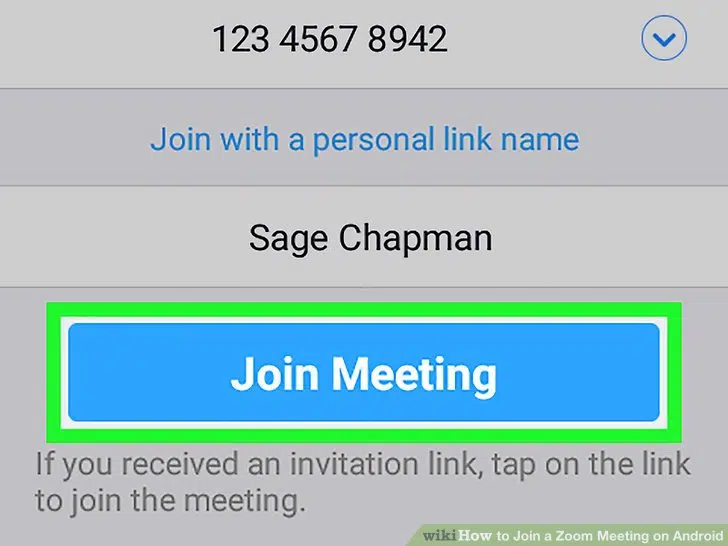 123 4567 8942
Join with a personal link name
Sage Chapman
Join Meeting
If you received an invitation link, tap on the link
to join the meeting.
wikiHow to Join a Zoom Meeting on Android